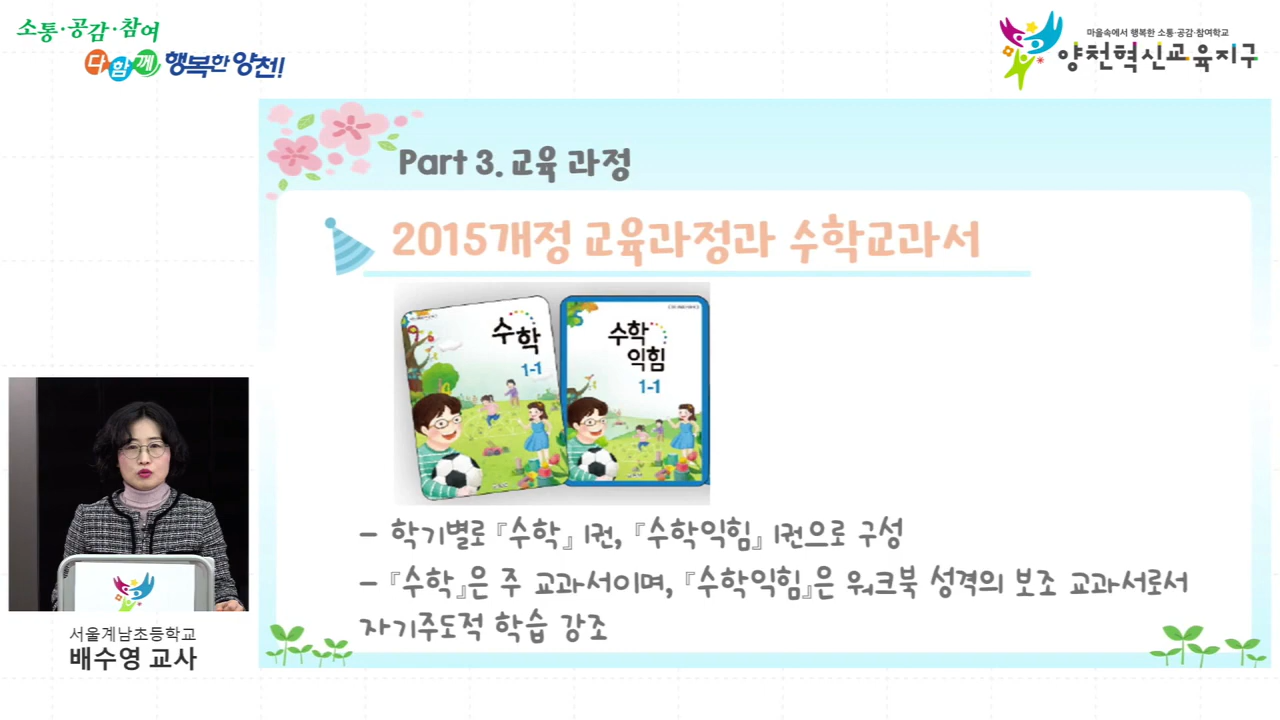 소통·공감·참여
다함께 행복한 양천!
마을속에서 행복한 소통·공감·참여학교
양천혁신교육지구
Part 3. 교육 과정
2015개정 교육과정과 수학교과서
수학
1-1
수학
익힘
1-1
- 학기별로 『수학』 1권, 『수학익힘』 1권으로 구성
- 『수학』은 주 교과서이며, 『수학익힘』은 워크북 성격의 보조 교과서로서
자기주도적 학습 강조
서울계남초등학교
배수영 교사